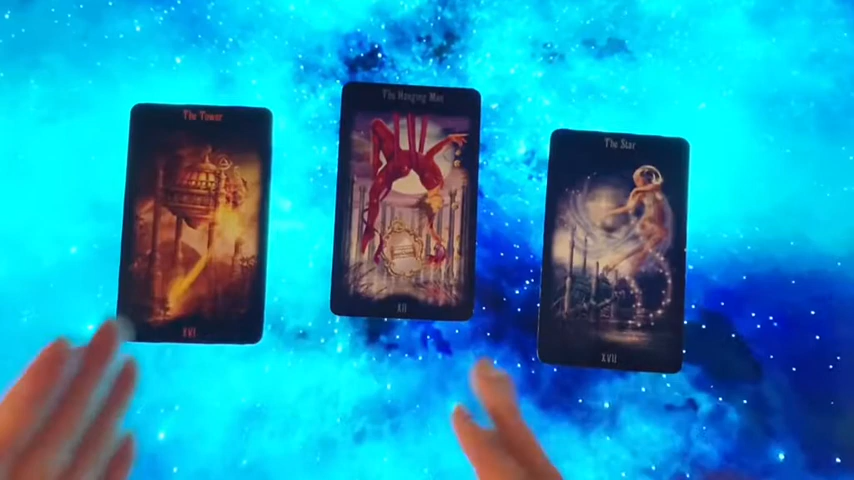 The Tower
XVI
The Hanging Man
XII
The Star
XVII